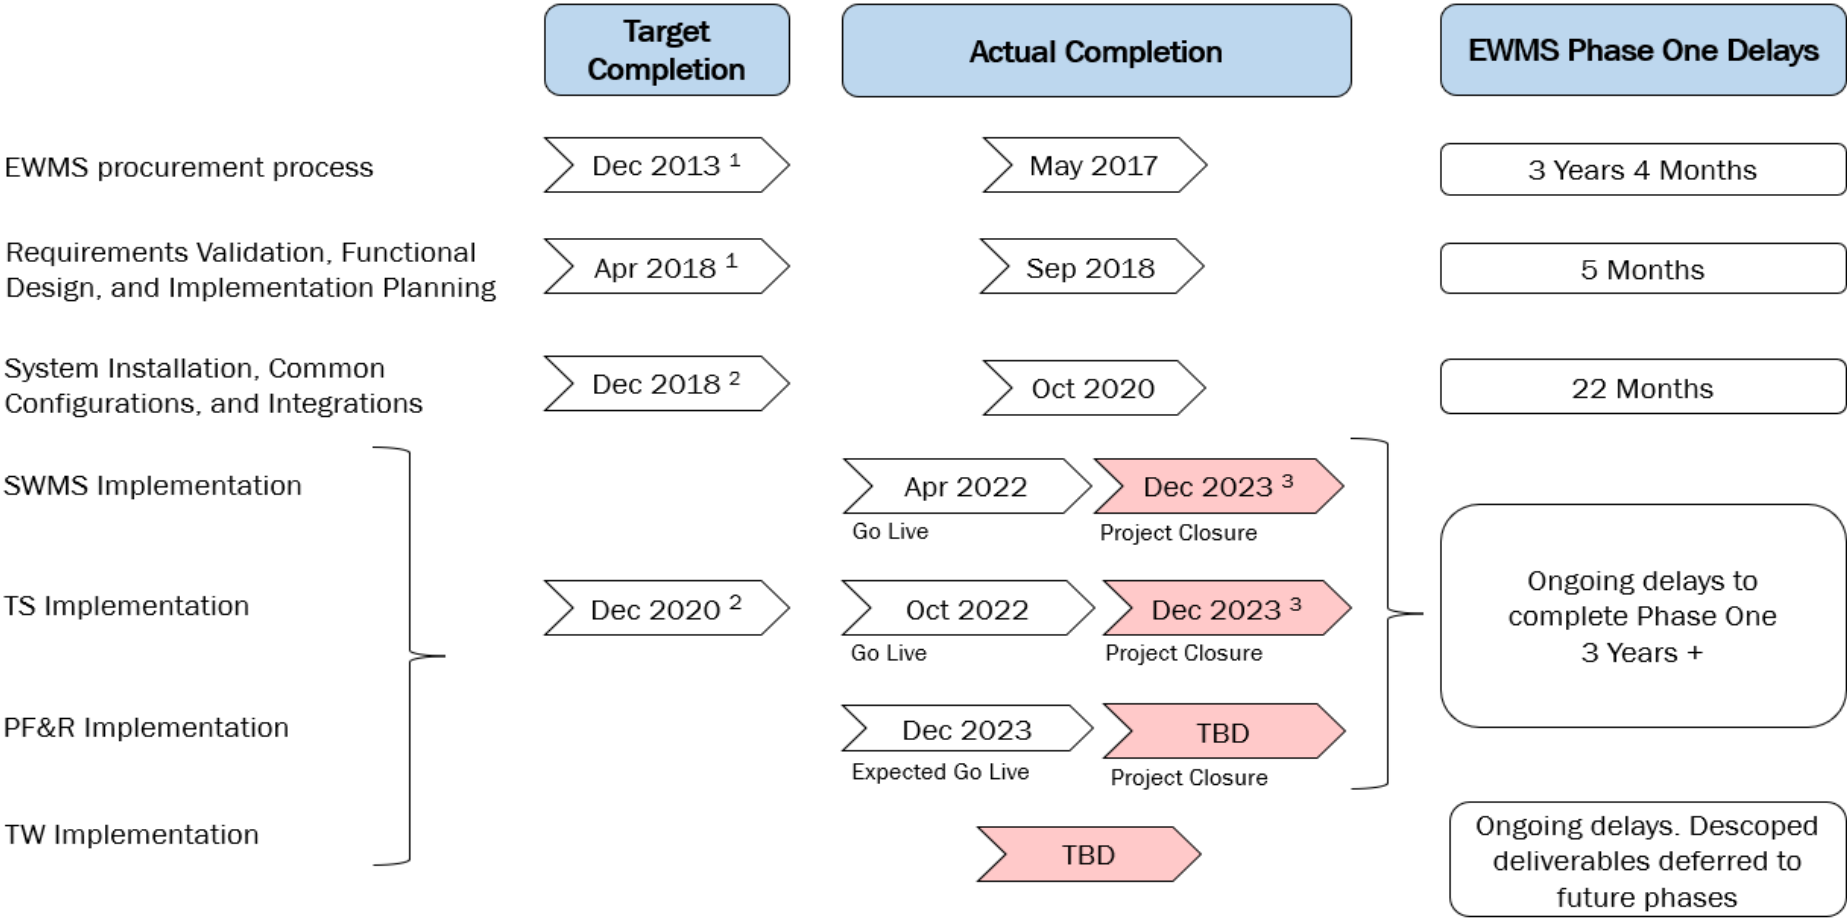 Target
Completion
Actual Completion
EWMS Phase One Delays
EWMS procurement process
Dec 2013 ¹
May 2017
3 Years 4 Months
Requirements Validation, Functional
Design, and Implementation Planning
Apr 2018 ¹
Sep 2018
5 Months
System Installation, Common
Configurations, and Integrations
Dec 2018 ²
Oct 2020
22 Months
SWMS Implementation
Apr 2022
Go Live
Dec 2023 ³
Project Closure
TS Implementation
Dec 2020 ²
Oct 2022
Go Live
Dec 2023 ³
Project Closure
Ongoing delays to
complete Phase One
3 Years +
PF&R Implementation
Dec 2023
Expected Go Live
TBD
Project Closure
TW Implementation
TBD
Ongoing delays. Descoped
deliverables deferred to
future phases